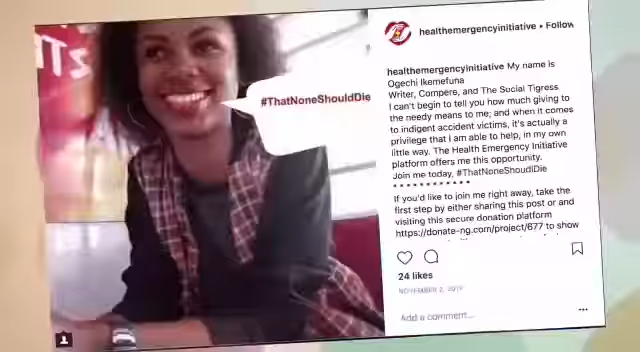 #ThatNoneShouldDie
healthemergencyinitiative • Follow
healthemergencyinitiative My name is
Ogechi Ikemefuna
Writer, Compere, and The Social Tigress
I can't begin to tell you how much giving to
the needy means to me; and when it comes
to indigent accident victims, it's actually a
privilege that I am able to help, in my own
little way. The Health Emergency Initiative
platform offers me this opportunity.
Join me today, #ThatNoneShoudlDie
* * * * * * * * * * * *
If you'd like to join me right away, take the
first step by either sharing this post or and
visiting this secure donation platform
https://donate-ng.com/project/677 to show
24 likes
NOVEMBER 2, 2017
Add a comment...